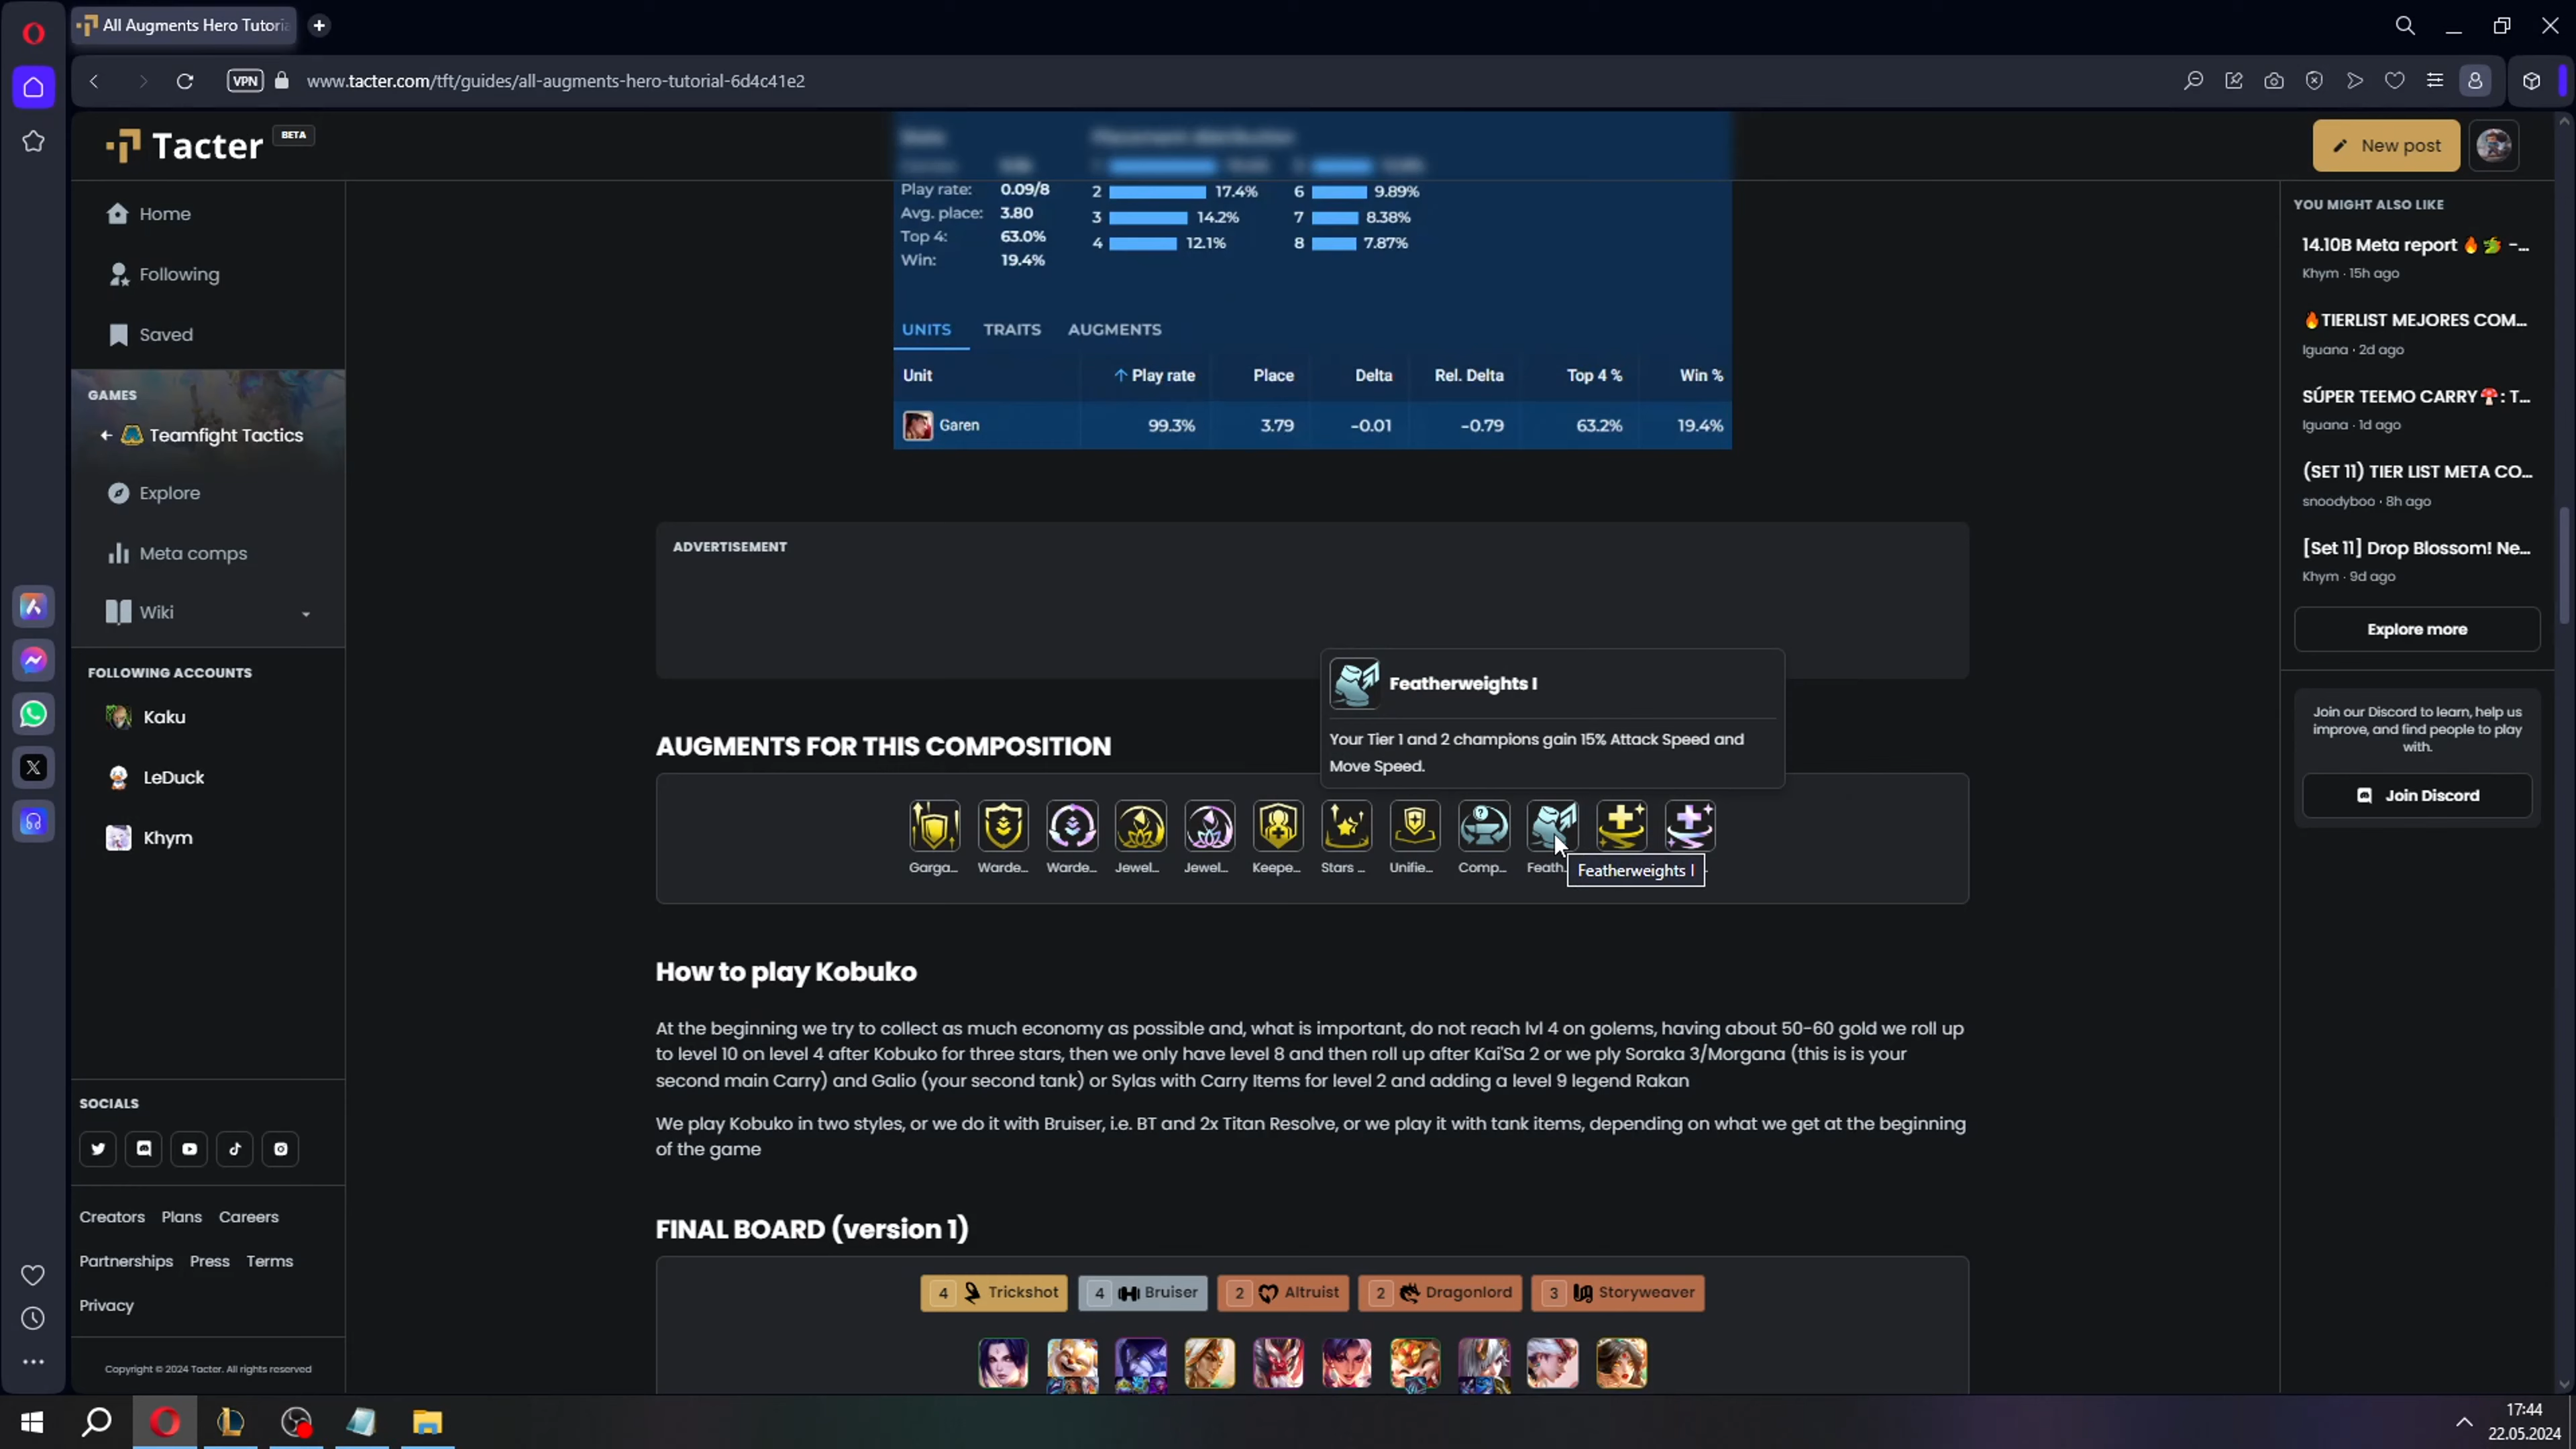 All Augments Hero Tutoria
VPN
www.tacter.com/tft/guides/all-augments-hero-tutorial-6d4c41e2
Tacter
BETA
New post
Home
Following
Saved
GAMES
Teamfight Tactics
Explore
Meta comps
Wiki
FOLLOWING ACCOUNTS
Kaku
LeDuck
Khym
SOCIALS
Creators Plans Careers
Partnerships Press Terms
Privacy
Copyright © 2024 Tacter. All rights reserved
Stats
Placement distribution
Play rate: 0.09/8
Avg. place: 3.80
Top 4: 63.0%
Win: 19.4%
2 17.4% 6 9.89%
3 14.2% 7 8.38%
4 12.1% 8 7.87%
UNITS TRAITS AUGMENTS
Unit ↑ Play rate Place Delta Rel. Delta Top 4 % Win %
Garen 99.3% 3.79 -0.01 -0.79 63.2% 19.4%
ADVERTISEMENT
Featherweights I
Your Tier 1 and 2 champions gain 15% Attack Speed and
Move Speed.
AUGMENTS FOR THIS COMPOSITION
Garga... Warde... Warde... Jewel... Jewel... Keepe... Stars ... Unifie... Comp... Feath...
Featherweights I
How to play Kobuko
At the beginning we try to collect as much economy as possible and, what is important, do not reach lvl 4 on golems, having about 50-60 gold we roll up
to level 10 on level 4 after Kobuko for three stars, then we only have level 8 and then roll up after Kai'Sa 2 or we ply Soraka 3/Morgana (this is is your
second main Carry) and Galio (your second tank) or Sylas with Carry Items for level 2 and adding a level 9 legend Rakan
We play Kobuko in two styles, or we do it with Bruiser, i.e. BT and 2x Titan Resolve, or we play it with tank items, depending on what we get at the beginning
of the game
FINAL BOARD (version 1)
4 Trickshot 4 Bruiser 2 Altruist 2 Dragonlord 3 Storyweaver
YOU MIGHT ALSO LIKE
14.10B Meta report 🔥🐉 -...
Khym · 15h ago
🔥TIERLIST MEJORES COM...
Iguana · 2d ago
SÚPER TEEMO CARRY🍄: T...
Iguana · 1d ago
(SET 11) TIER LIST META CO...
snoodyboo · 8h ago
[Set 11] Drop Blossom! Ne...
Khym · 9d ago
Explore more
Join our Discord to learn, help us
improve, and find people to play
with.
Join Discord
17:44
22.05.2024